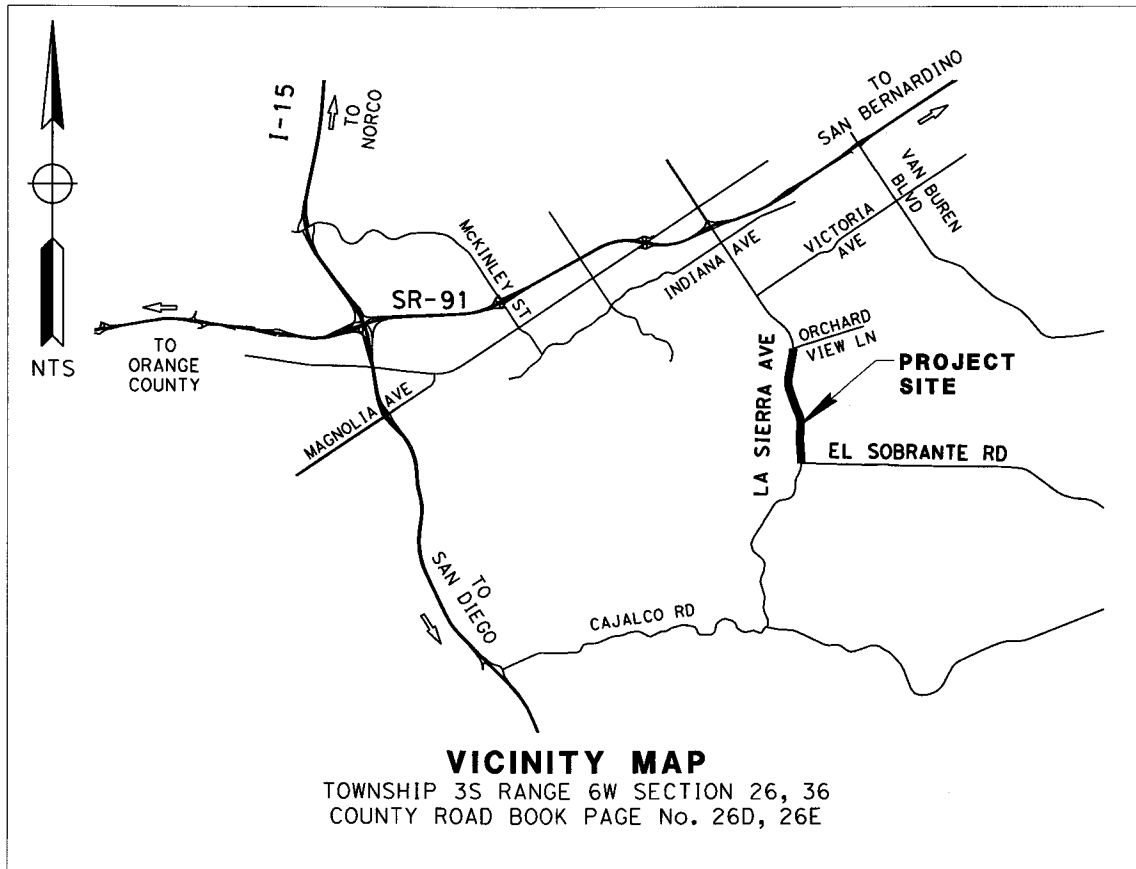 I-15
TO
NORCO
TO
SAN BERNARDINO
McKINLEY ST
VAN BUREN
BLVD
VICTORIA
AVE
INDIANA AVE
SR-91
NTS
TO
ORANGE
COUNTY
ORCHARD
VIEW LN
PROJECT
SITE
LA SIERRA AVE
MAGNOLIA AVE
EL SOBRANTE RD
TO
SAN DIEGO
CAJALCO RD
VICINITY MAP
TOWNSHIP 3S RANGE 6W SECTION 26, 36
COUNTY ROAD BOOK PAGE No. 26D, 26E